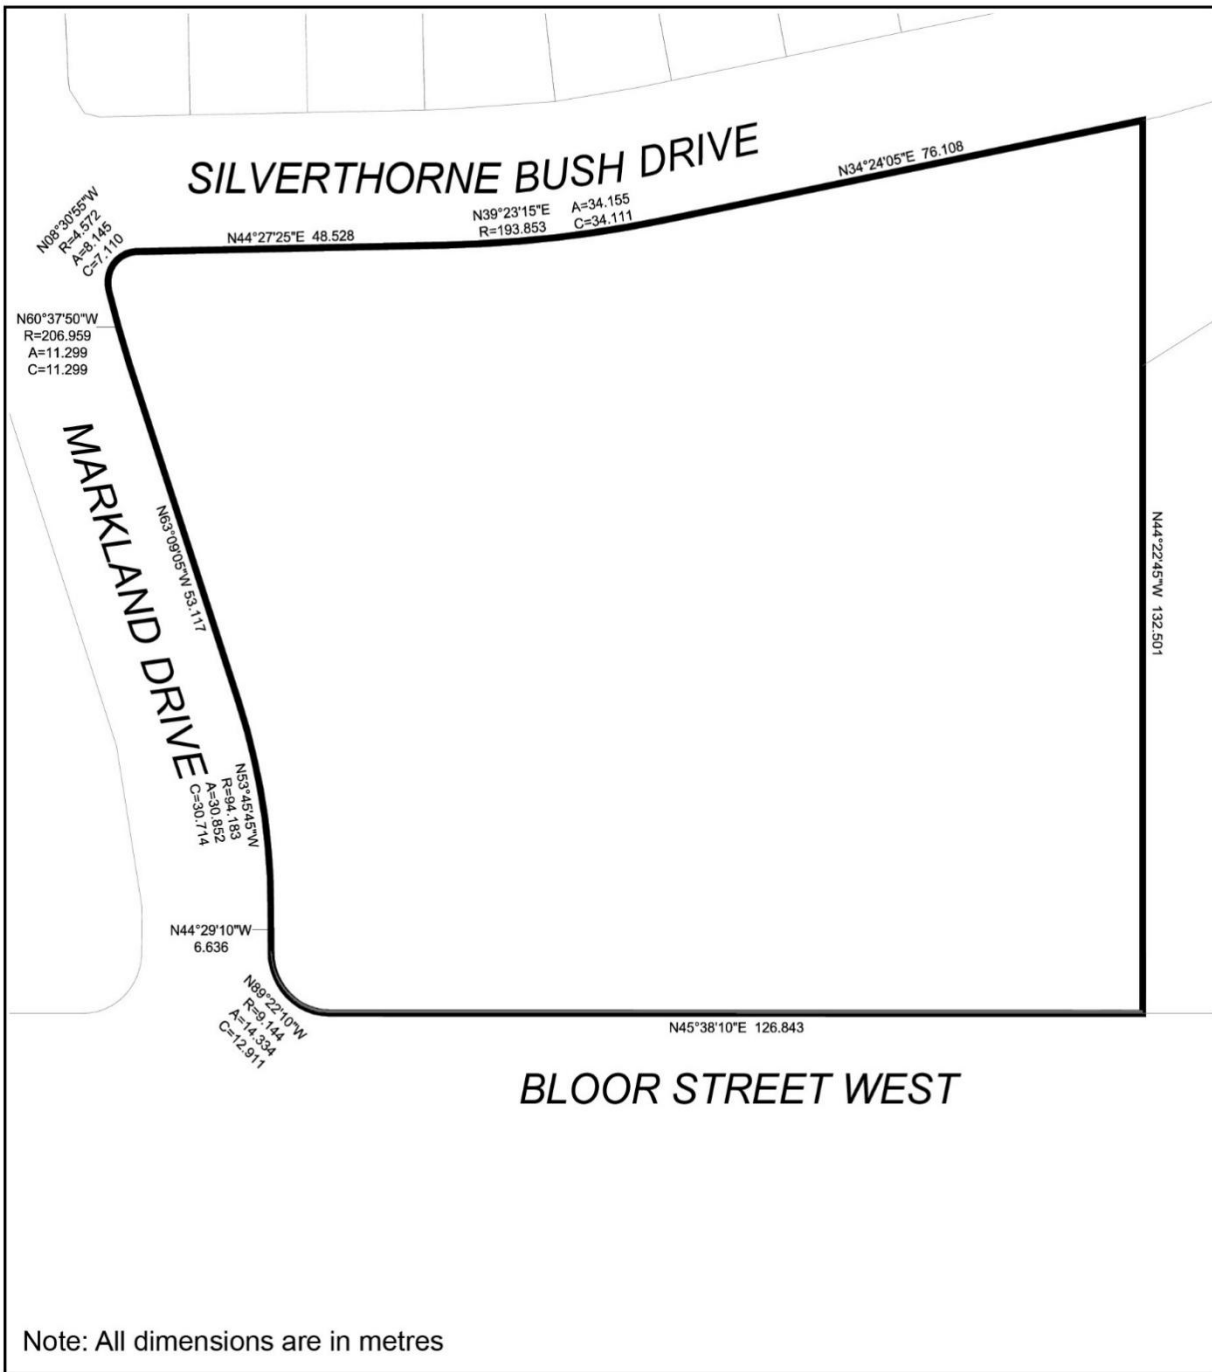 SILVERTHORNE BUSH DRIVE
N34°24'05"E 76.108
N39°23'15"E
R=193.853
A=34.155
C=34.111
N44°27'25"E 48.528
N08°30'55"W
R=4.572
A=8.145
C=7.110
N60°37'50"W
R=206.959
A=11.299
C=11.299
MARKLAND DRIVE
N63°09'05"W 53.117
N44°22'45"W 132.501
N53°45'45"W
R=94.183
A=30.852
C=30.714
N44°29'10"W
6.636
N89°22'10"W
R=9.144
A=14.334
C=12.911
N45°38'10"E 126.843
BLOOR STREET WEST
Note: All dimensions are in metres